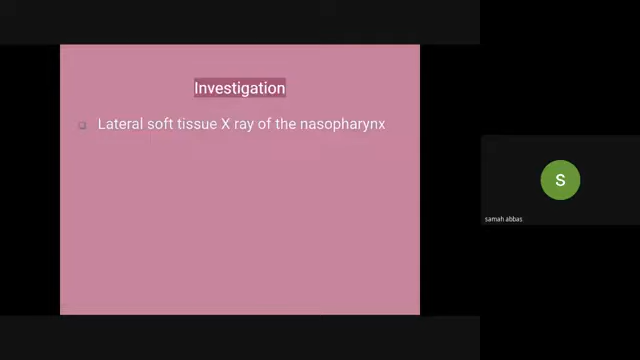 Investigation
Lateral soft tissue X ray of the nasopharynx
S
samah abbas